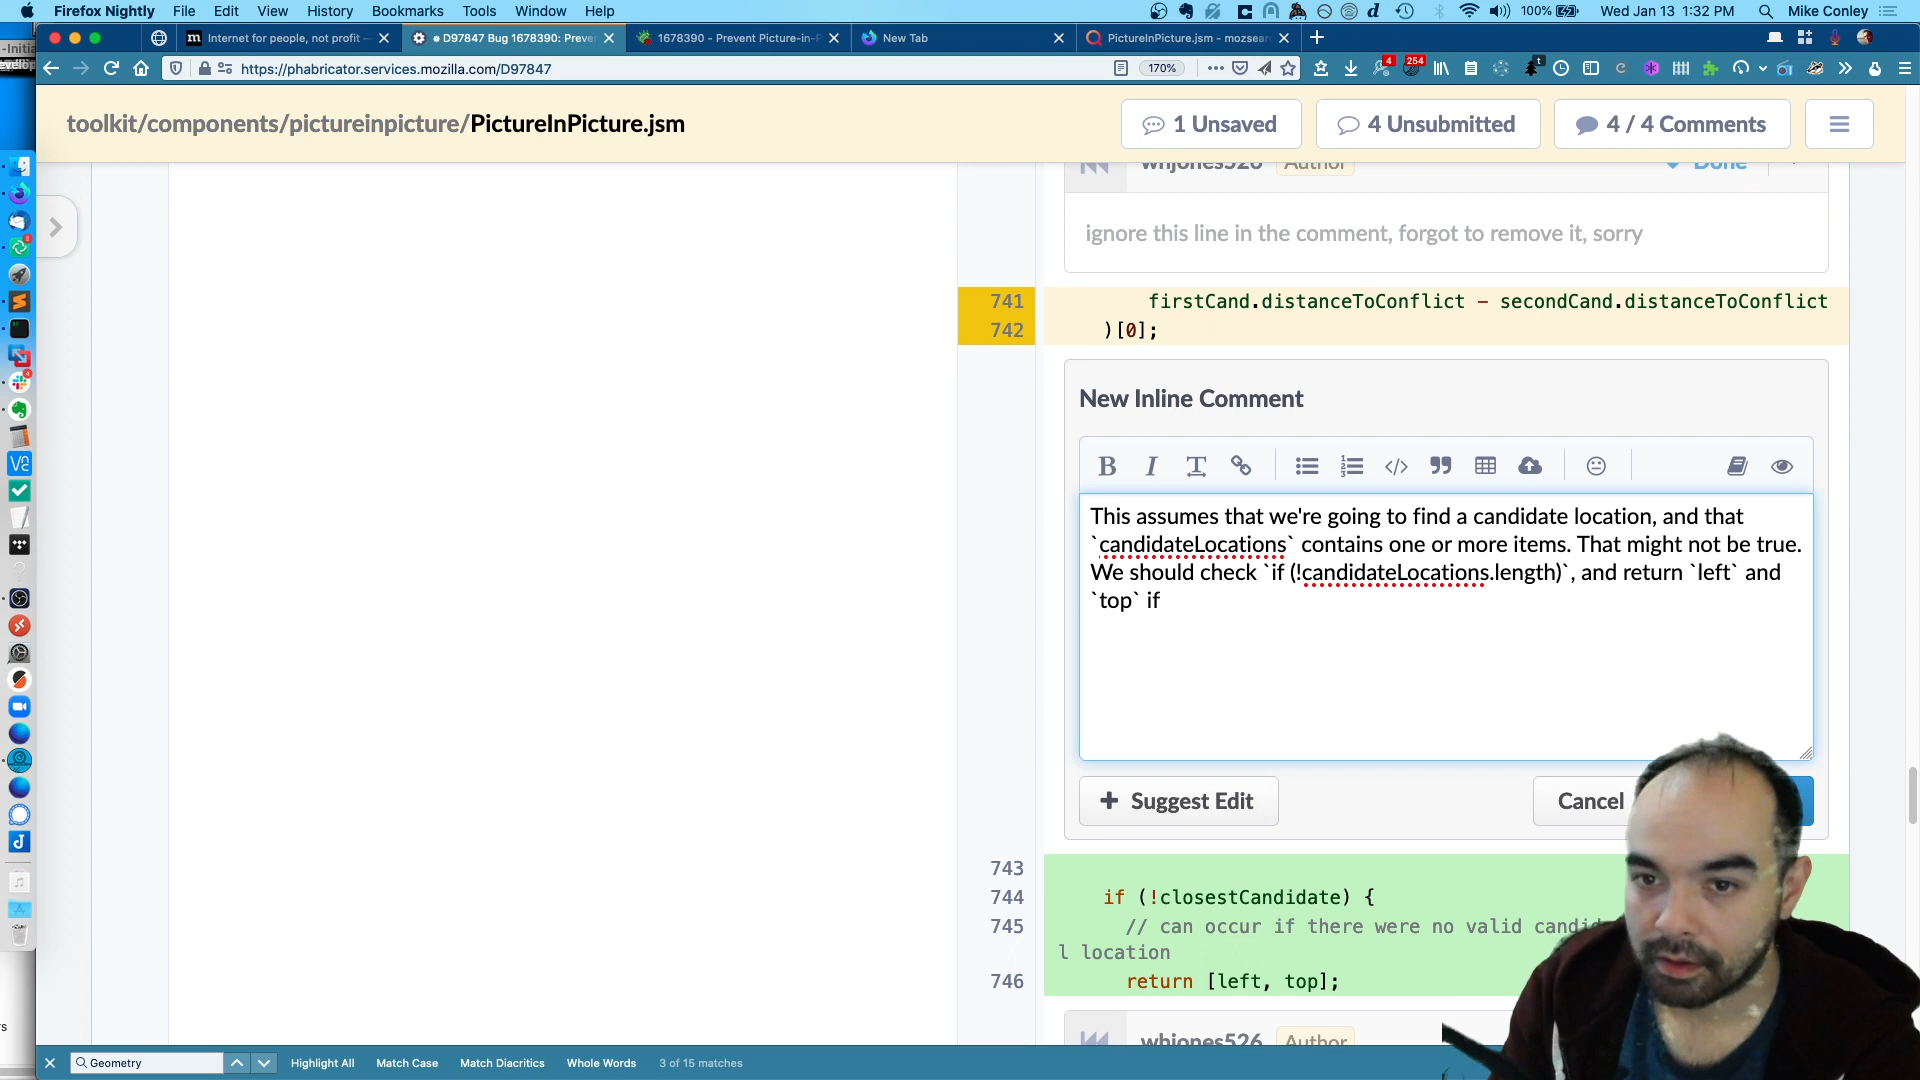 Firefox Nightly File Edit View History Bookmarks Tools Window Help
100% Wed Jan 13 1:32 PM Mike Conley
Internet for people, not profit
D97847 Bug 1678390: Preve
1678390 - Prevent Picture-in-P
New Tab
PictureInPicture.jsm - mozsear
https://phabricator.services.mozilla.com/D97847
170%
4
254
toolkit/components/pictureinpicture/PictureInPicture.jsm
1 Unsaved
4 Unsubmitted
4 / 4 Comments
whjones526 Author Done
ignore this line in the comment, forgot to remove it, sorry
741 firstCand.distanceToConflict - secondCand.distanceToConflict
742 )[0];
New Inline Comment
This assumes that we're going to find a candidate location, and that
`candidateLocations` contains one or more items. That might not be true.
We should check `if (!candidateLocations.length)`, and return `left` and
`top` if
Suggest Edit
Cancel
743
744 if (!closestCandidate) {
745 // can occur if there were no valid
l location
746 return [left, top];
whjones526 Author
Geometry
Highlight All
Match Case
Match Diacritics
Whole Words
3 of 15 matches